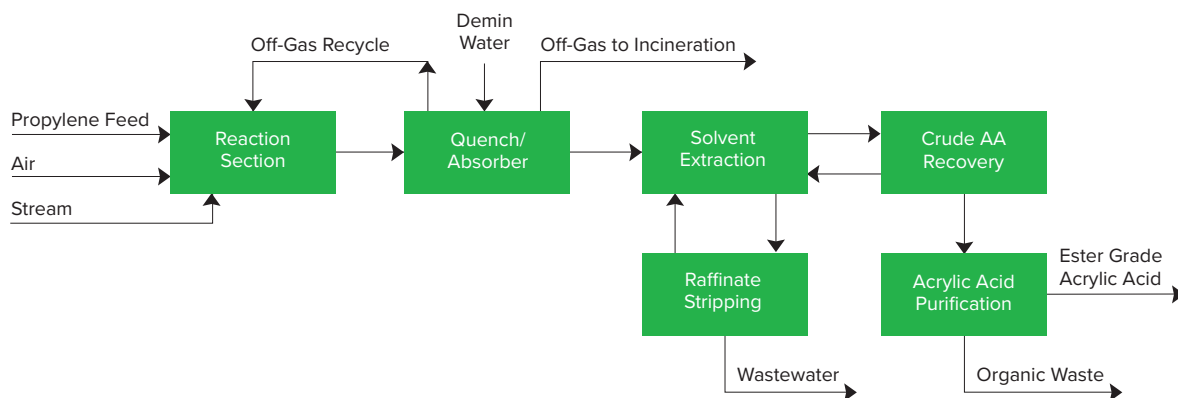 Demin
Water
Off-Gas Recycle
Off-Gas to Incineration
Propylene Feed
Air
Stream
Reaction
Section
Quench/
Absorber
Solvent
Extraction
Crude AA
Recovery
Raffinate
Stripping
Acrylic Acid
Purification
Ester Grade
Acrylic Acid
Wastewater
Organic Waste